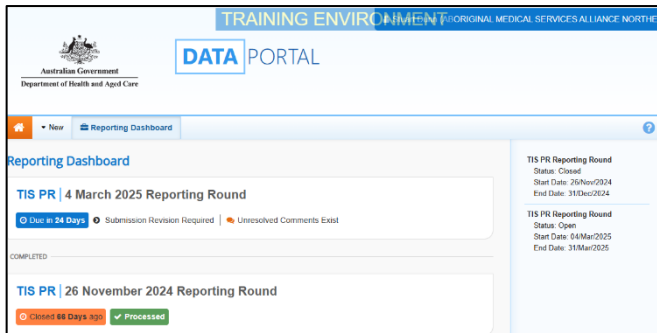 TRAINING ENVIRONMENT
ABORIGINAL MEDICAL SERVICES ALLIANCE NORTHE
Australian Government
Department of Health and Aged Care
DATA PORTAL
New
Reporting Dashboard
?
Reporting Dashboard
TIS PR | 4 March 2025 Reporting Round
Due in 24 Days
Submission Revision Required | Unresolved Comments Exist
COMPLETED
TIS PR | 26 November 2024 Reporting Round
Closed 66 Days ago
Processed
TIS PR Reporting Round
Status: Closed
Start Date: 26/Nov/2024
End Date: 31/Dec/2024
TIS PR Reporting Round
Status: Open
Start Date: 04/Mar/2025
End Date: 31/Mar/2025